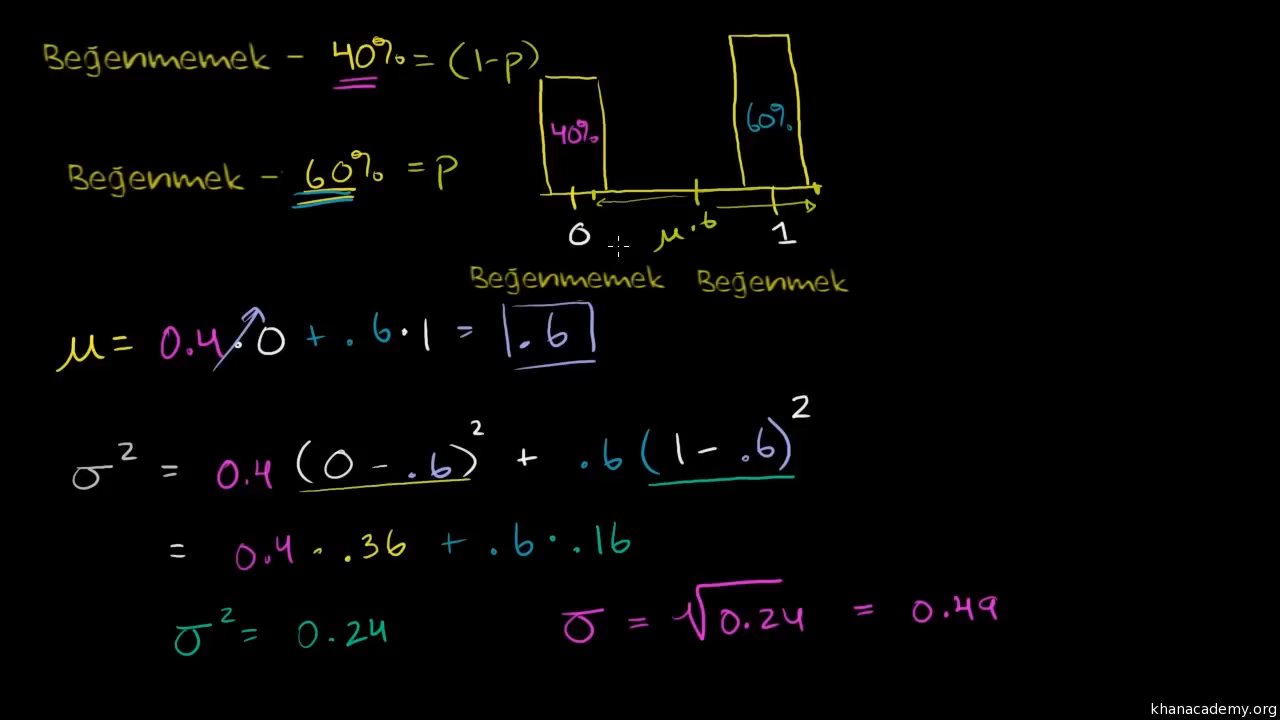 Beğenmemek - 40% = (1-p)
40%
60%
Beğenmek - 60% = p
μ .6
0
1
Beğenmemek Beğenmek
μ = 0.4 · 0 + .6 · 1 = .6
σ² = 0.4 (0 - .6)² + .6 (1 - .6)²
= 0.4 · .36 + .6 · .16
σ² = 0.24
σ = √0.24 = 0.49
khanacademy.org